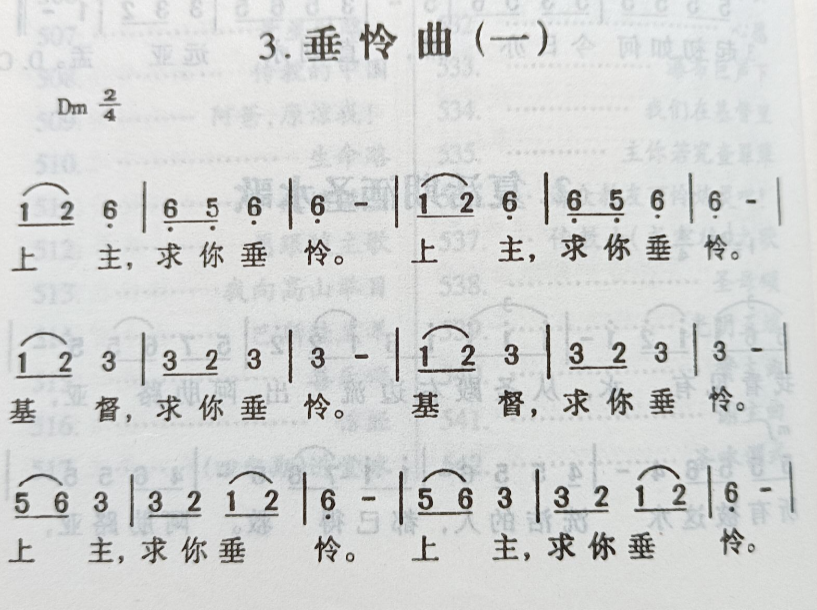 3.垂怜曲(一)
Dm 2/4
1 2 6 | 6 5 6 | 6 - | 1 2 6 | 6 5 6 | 6 - |
上 主,求你垂 怜。 上 主,求你垂 怜。
1 2 3 | 3 2 3 | 3 - | 1 2 3 | 3 2 3 | 3 - |
基 督,求你垂 怜。 基 督,求你垂 怜。
5 6 3 | 3 2 1 2 | 6 - | 5 6 3 | 3 2 1 2 | 6 - |
上 主,求你垂 怜。 上 主,求你垂 怜。